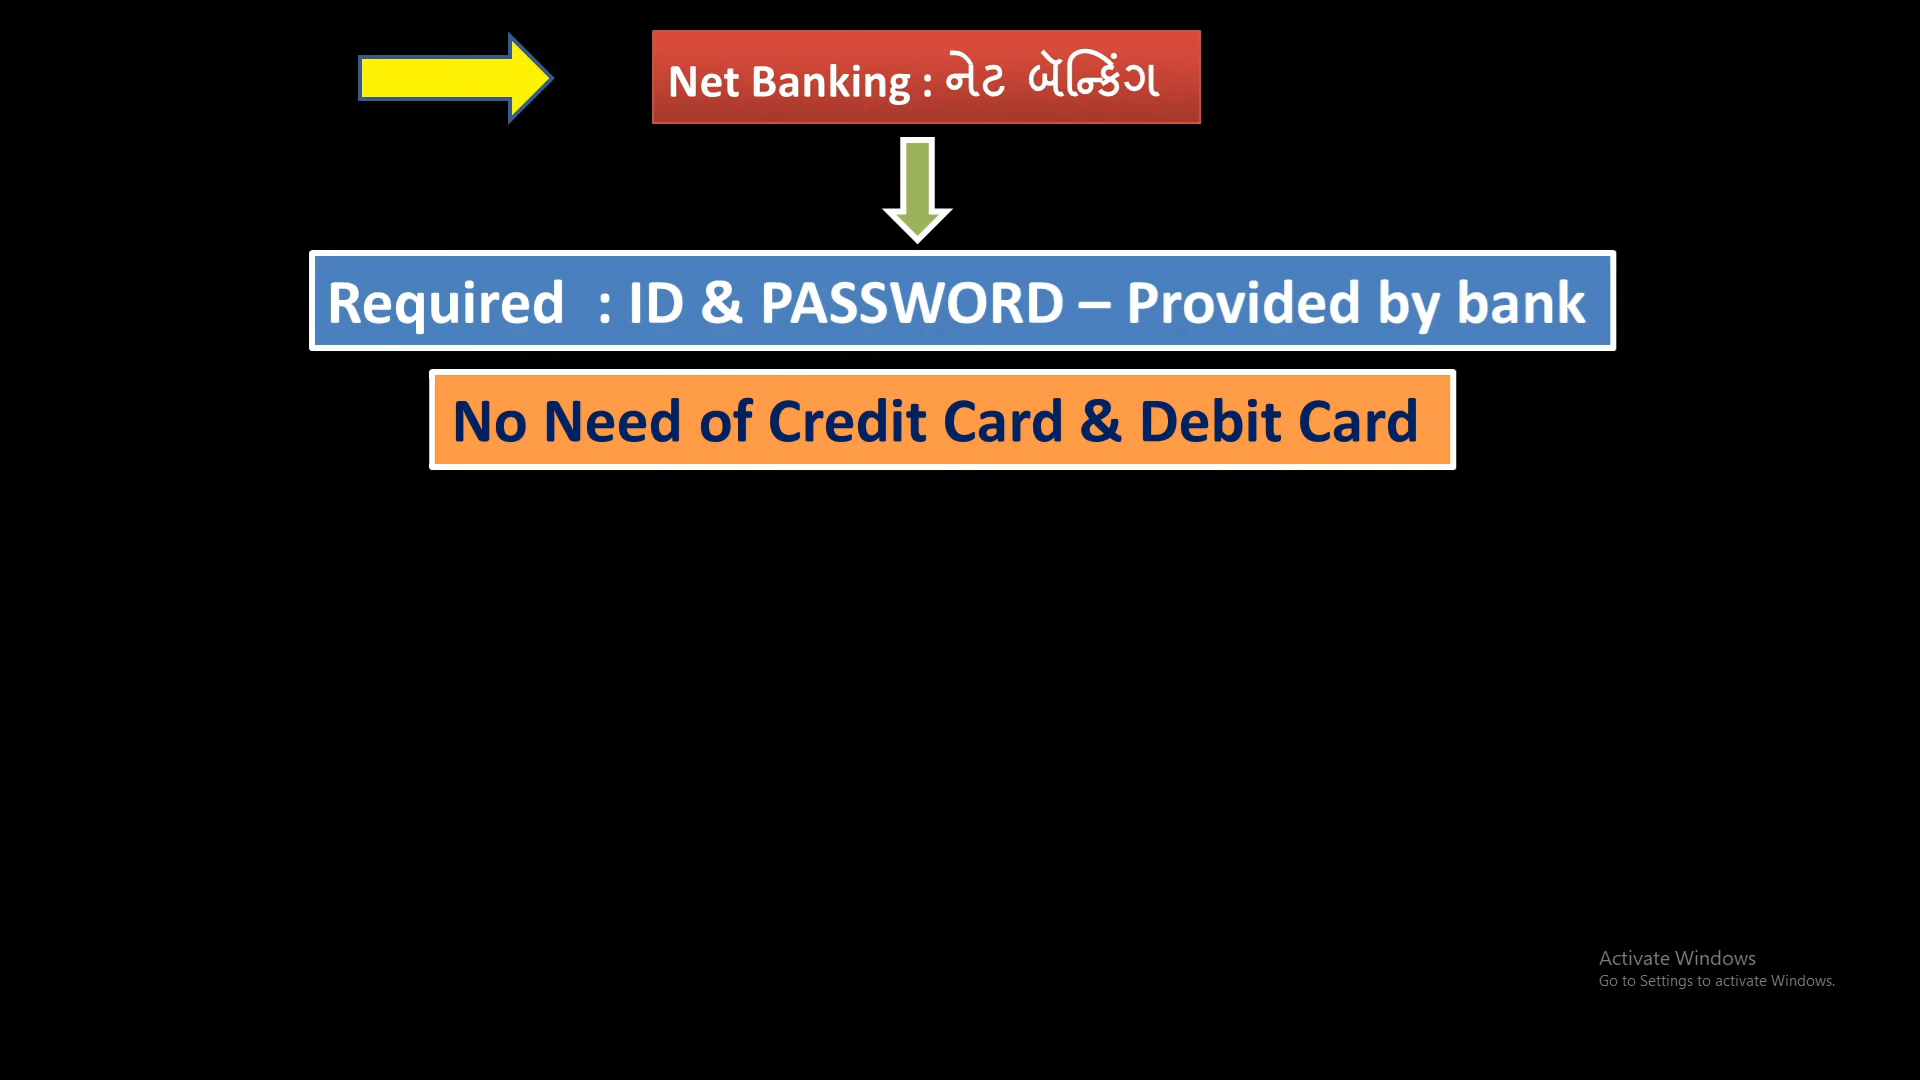 Net Banking : નેટ બૅન્કિંગ
Required : ID & PASSWORD – Provided by bank
No Need of Credit Card & Debit Card
Activate Windows
Go to Settings to activate Windows.